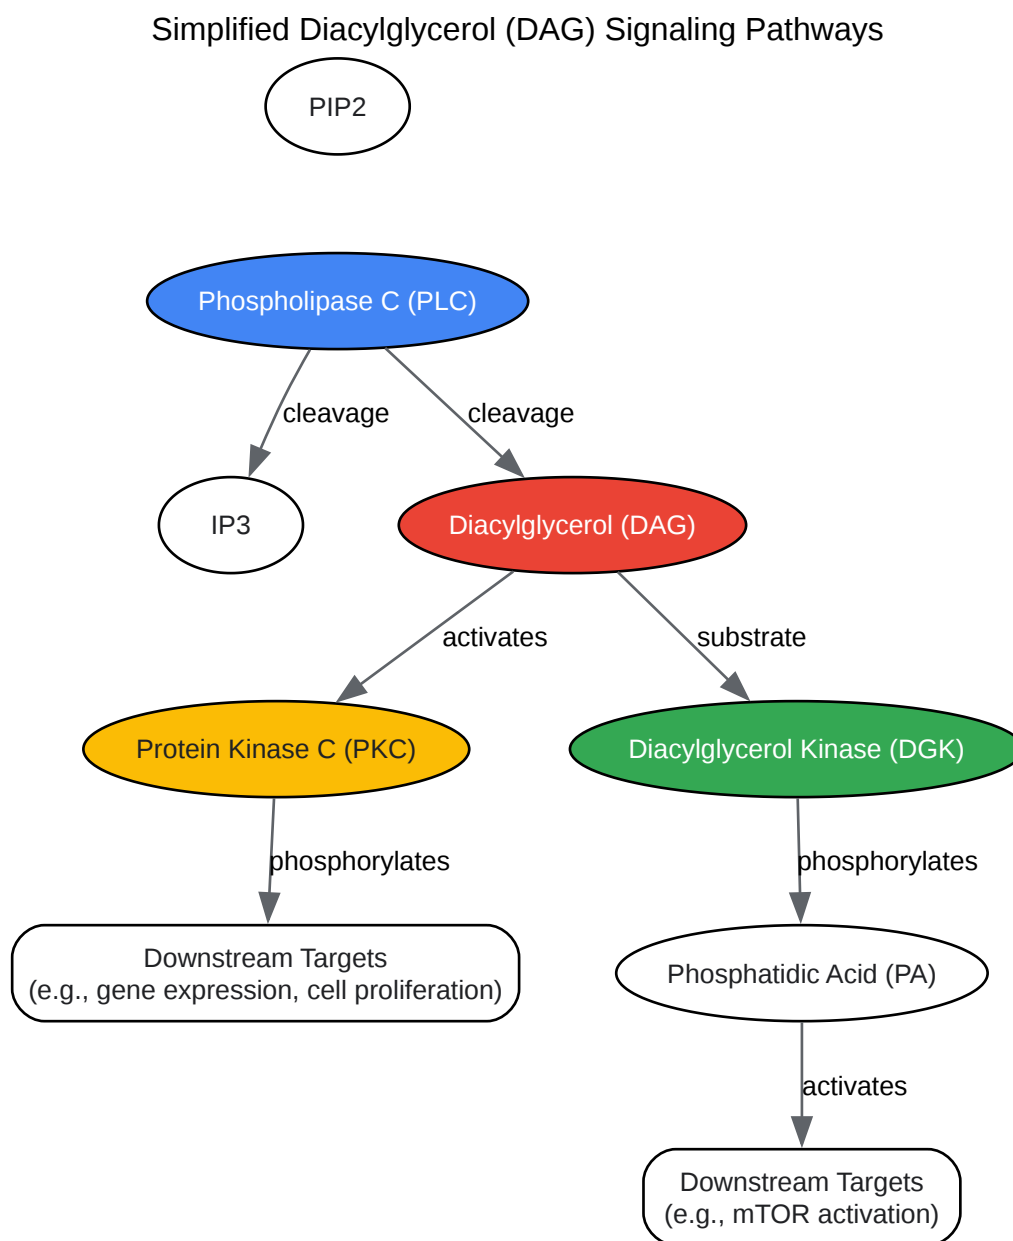 Simplified Diacylglycerol (DAG) Signaling Pathways
PIP2
Phospholipase C (PLC)
cleavage
cleavage
IP3
Diacylglycerol (DAG)
activates
substrate
Protein Kinase C (PKC)
Diacylglycerol Kinase (DGK)
phosphorylates
phosphorylates
Downstream Targets
(e.g., gene expression, cell proliferation)
Phosphatidic Acid (PA)
activates
Downstream Targets
(e.g., mTOR activation)